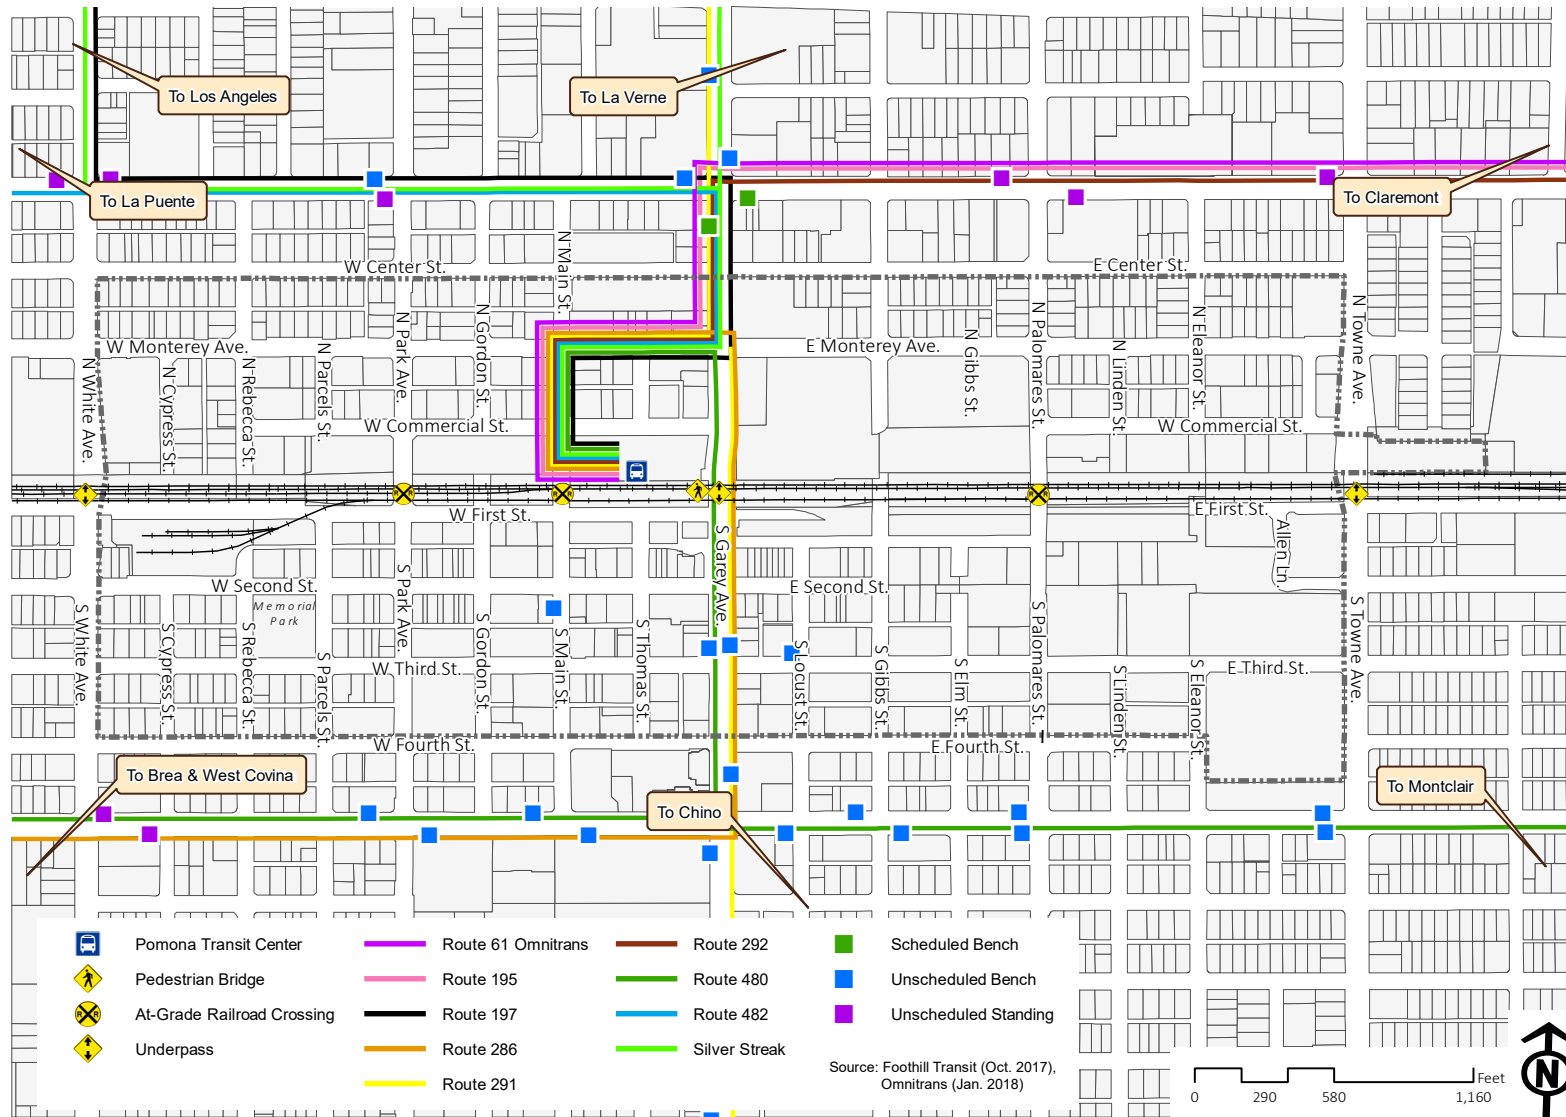 To Los Angeles
To La Verne
To La Puente
To Claremont
W Center St.
E Center St.
N Main St.
N White Ave.
N Cypress St.
N Rebecca St.
N Parcels St.
N Park Ave.
N Gordon St.
W Monterey Ave.
E Monterey Ave.
N Gibbs St.
N Palomares St.
N Linden St.
N Eleanor St.
N Towne Ave.
W Commercial St.
W Commercial St.
R R
R R
R R
W First St.
E First St.
S Garey Ave.
Allen Ln.
W Second St.
E Second St.
Memorial
Park
S White Ave.
S Cypress St.
S Rebecca St.
S Parcels St.
S Park Ave.
S Gordon St.
S Main St.
S Thomas St.
S Locust St.
S Gibbs St.
S Elm St.
S Palomares St.
S Linden St.
S Eleanor St.
S Towne Ave.
W Third St.
E Third St.
W Fourth St.
E Fourth St.
To Brea & West Covina
To Chino
To Montclair
Pomona Transit Center
Pedestrian Bridge
R R
At-Grade Railroad Crossing
Underpass
Route 61 Omnitrans
Route 195
Route 197
Route 286
Route 291
Route 292
Route 480
Route 482
Silver Streak
Scheduled Bench
Unscheduled Bench
Unscheduled Standing
Source: Foothill Transit (Oct. 2017),
Omnitrans (Jan. 2018)
Feet
0 290 580 1,160
N